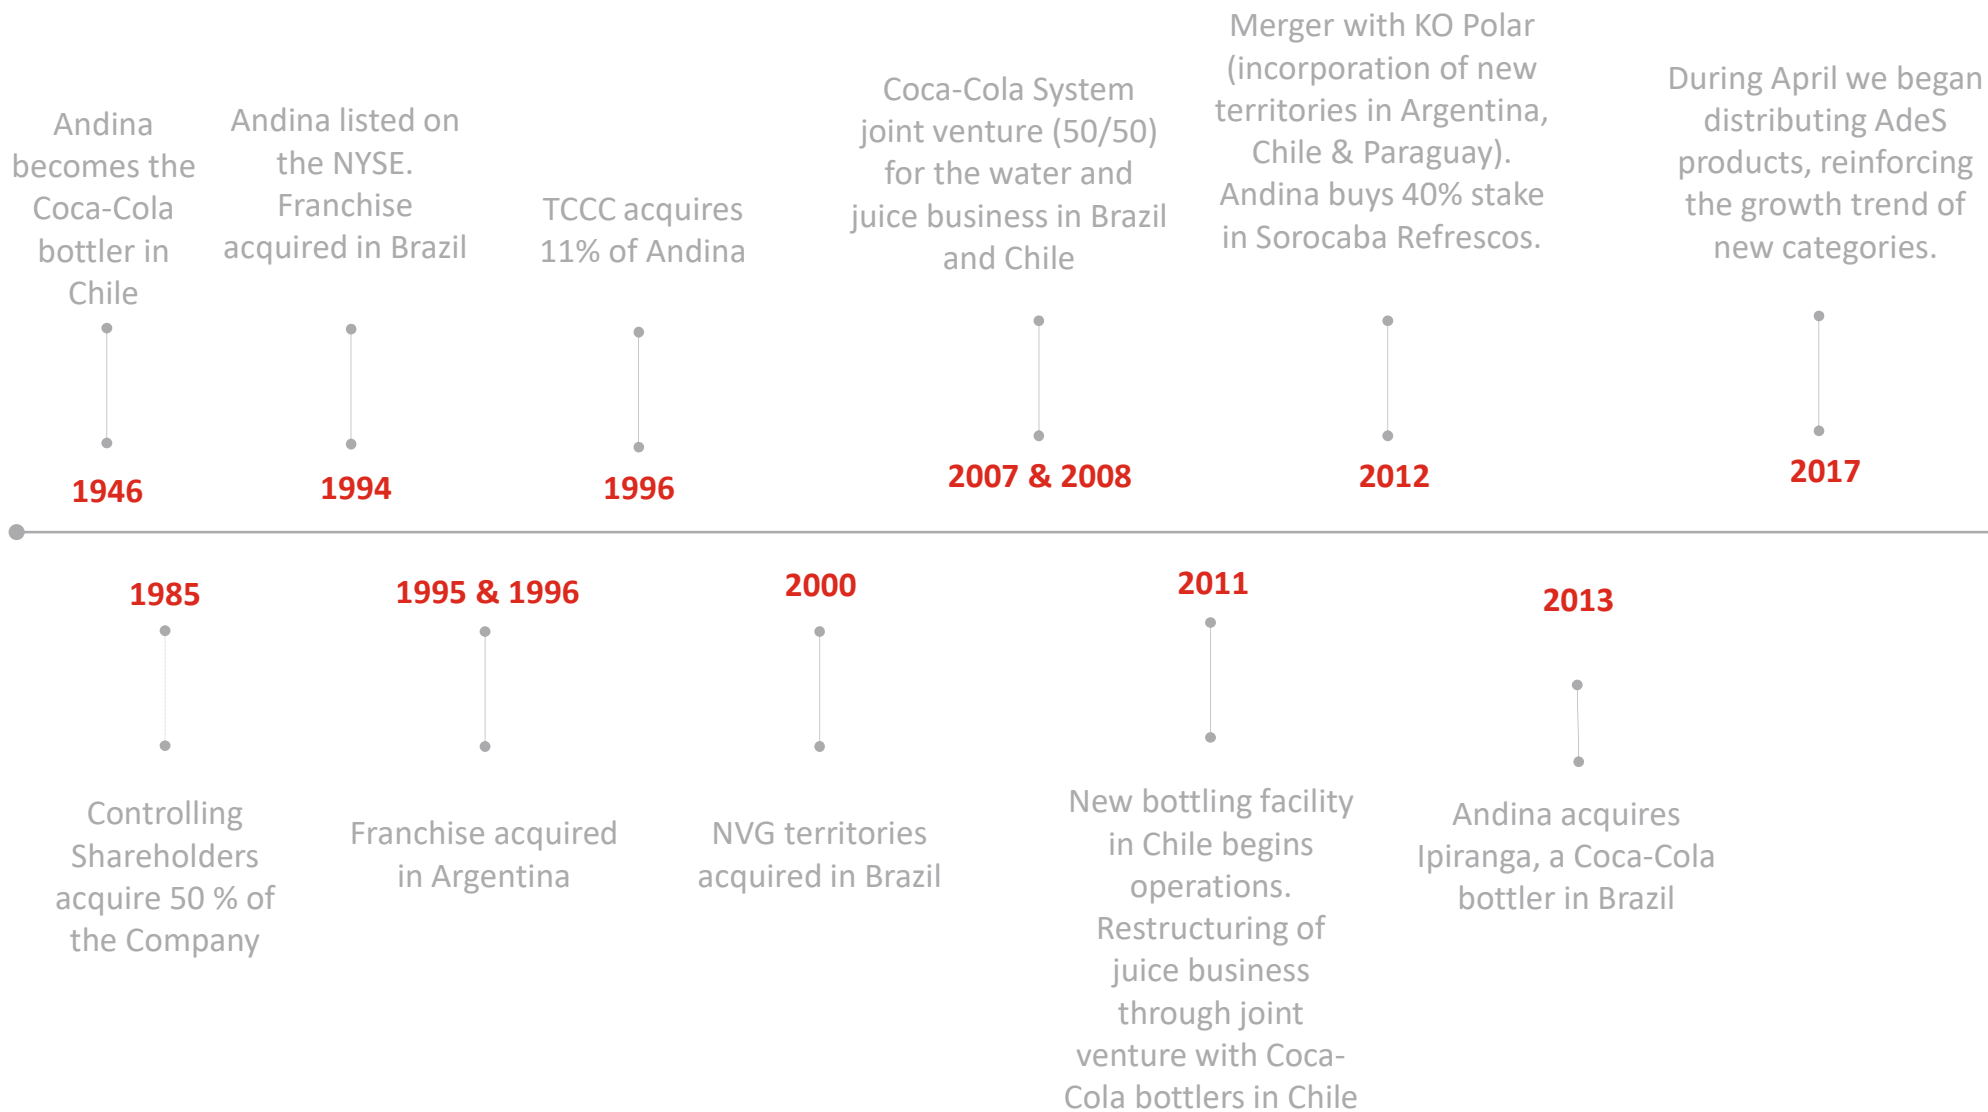 Andina
becomes the
Coca-Cola
bottler in
Chile
1946
Andina listed on
the NYSE.
Franchise
acquired in Brazil
1994
TCCC acquires
11% of Andina
1996
Coca-Cola System
joint venture (50/50)
for the water and
juice business in Brazil
and Chile
2007 & 2008
Merger with KO Polar
(incorporation of new
territories in Argentina,
Chile & Paraguay).
Andina buys 40% stake
in Sorocaba Refrescos.
2012
During April we began
distributing AdeS
products, reinforcing
the growth trend of
new categories.
2017
1985
Controlling
Shareholders
acquire 50 % of
the Company
1995 & 1996
Franchise acquired
in Argentina
2000
NVG territories
acquired in Brazil
2011
New bottling facility
in Chile begins
operations.
Restructuring of
juice business
through joint
venture with Coca-
Cola bottlers in Chile
2013
Andina acquires
Ipiranga, a Coca-Cola
bottler in Brazil